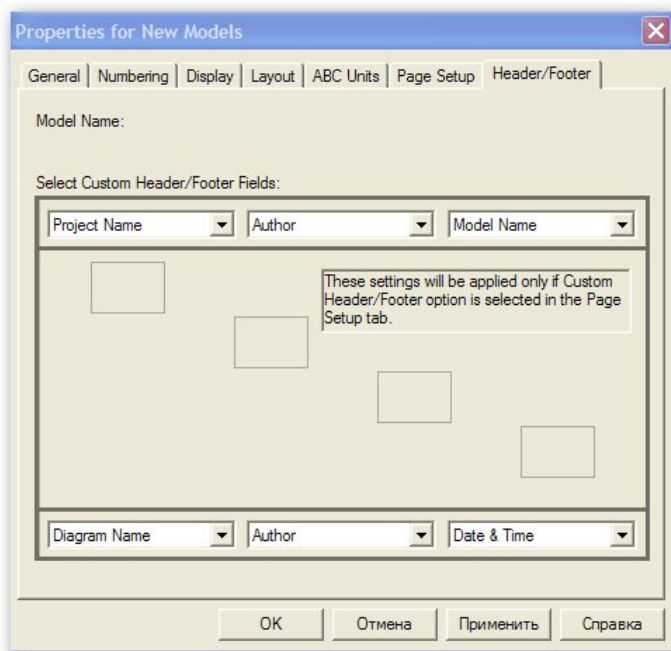 Properties for New Models
General Numbering Display Layout ABC Units Page Setup Header/Footer
Model Name:
Select Custom Header/Footer Fields:
Project Name Author Model Name
These settings will be applied only if Custom
Header/Footer option is selected in the Page
Setup tab.
Diagram Name Author Date & Time
OK Отмена Применить Справка